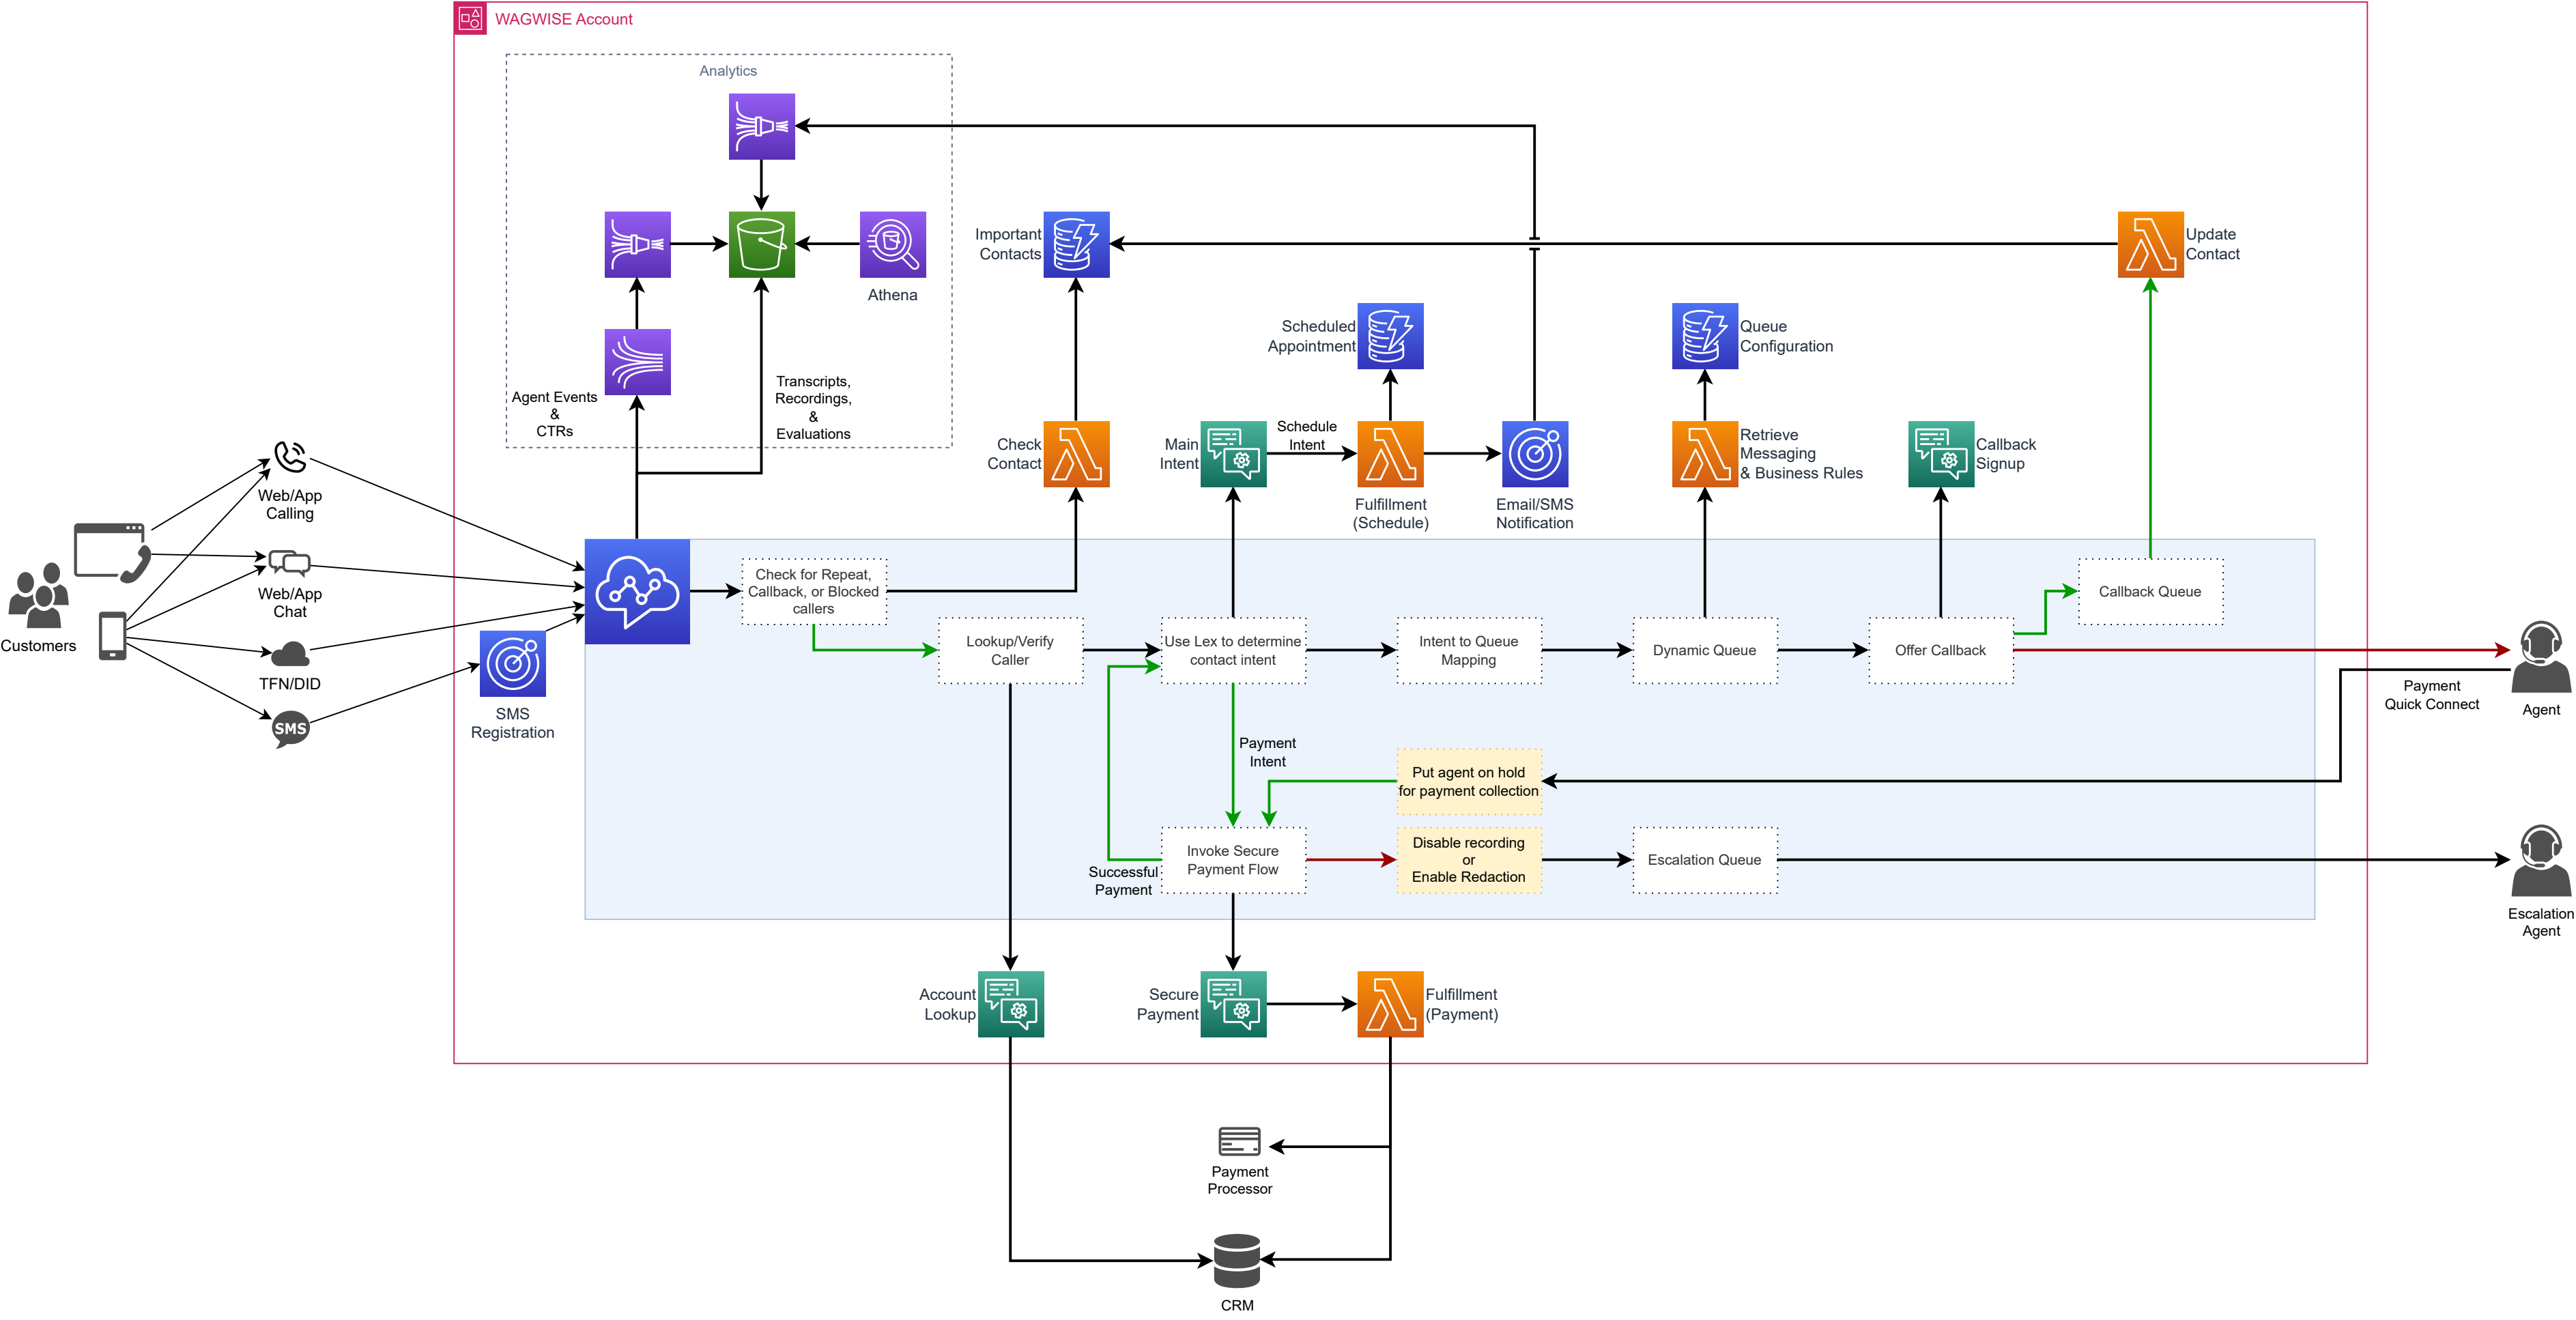 WAGWISE Account
Analytics
Important
Contacts
Update
Contact
Athena
Scheduled
Appointment
Queue
Configuration
Agent Events
&
CTRs
Transcripts,
Recordings,
&
Evaluations
Check
Contact
Main
Intent
Schedule
Intent
Fulfillment
(Schedule)
Email/SMS
Notification
Retrieve
Messaging
& Business Rules
Callback
Signup
Web/App
Calling
Web/App
Chat
Customers
TFN/DID
SMS
SMS
Registration
Check for Repeat,
Callback, or Blocked
callers
Lookup/Verify
Caller
Use Lex to determine
contact intent
Intent to Queue
Mapping
Dynamic Queue
Offer Callback
Callback Queue
Payment
Quick Connect
Agent
Payment
Intent
Put agent on hold
for payment collection
Successful
Payment
Invoke Secure
Payment Flow
Disable recording
or
Enable Redaction
Escalation Queue
Escalation
Agent
Account
Lookup
Secure
Payment
Fulfillment
(Payment)
Payment
Processor
CRM